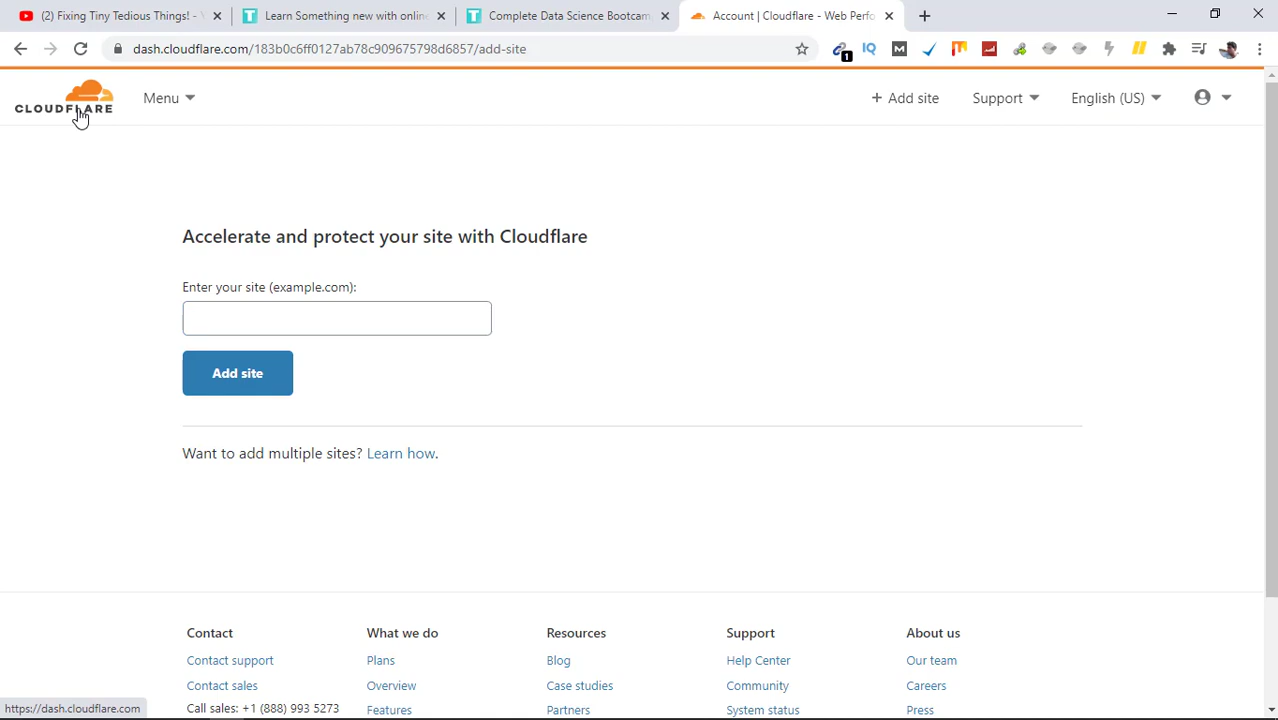 (2) Fixing Tiny Tedious Things! -
Learn Something new with online
Complete Data Science Bootcam
Account | Cloudflare - Web Perfo
dash.cloudflare.com/183b0c6ff0127ab78c909675798d6857/add-site
1
CLOUDFLARE
Menu
+ Add site
Support
English (US)
Accelerate and protect your site with Cloudflare
Enter your site (example.com):
Add site
Want to add multiple sites? Learn how.
Contact
What we do
Resources
Support
About us
Contact support
Plans
Blog
Help Center
Our team
Contact sales
Overview
Case studies
Community
Careers
Call sales: +1 (888) 993 5273
Features
Partners
System status
Press
https://dash.cloudflare.com